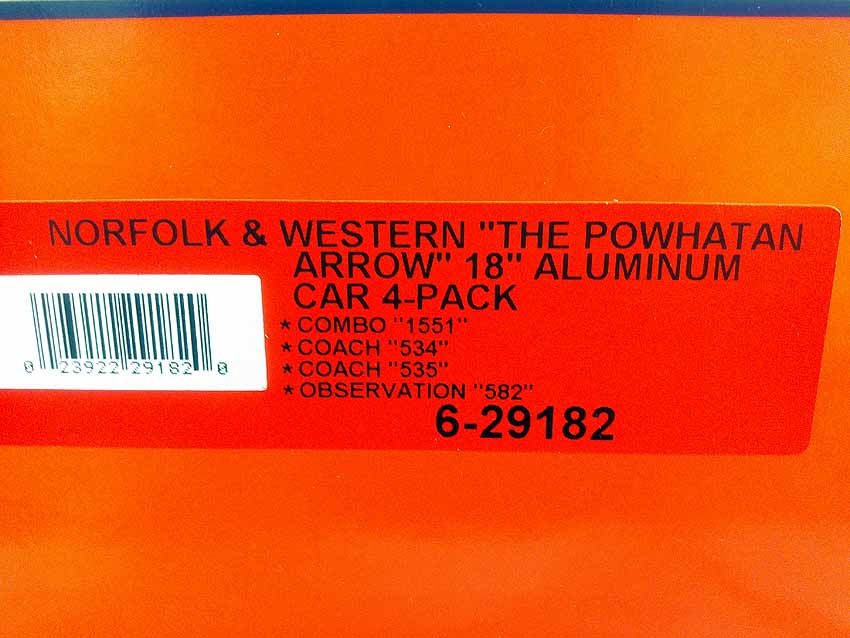 NORFOLK & WESTERN "THE POWHATAN
ARROW" 18" ALUMINUM
CAR 4-PACK
* COMBO "1551"
* COACH "534"
* COACH "535"
* OBSERVATION "582"
6-29182
0 23922 29182 0